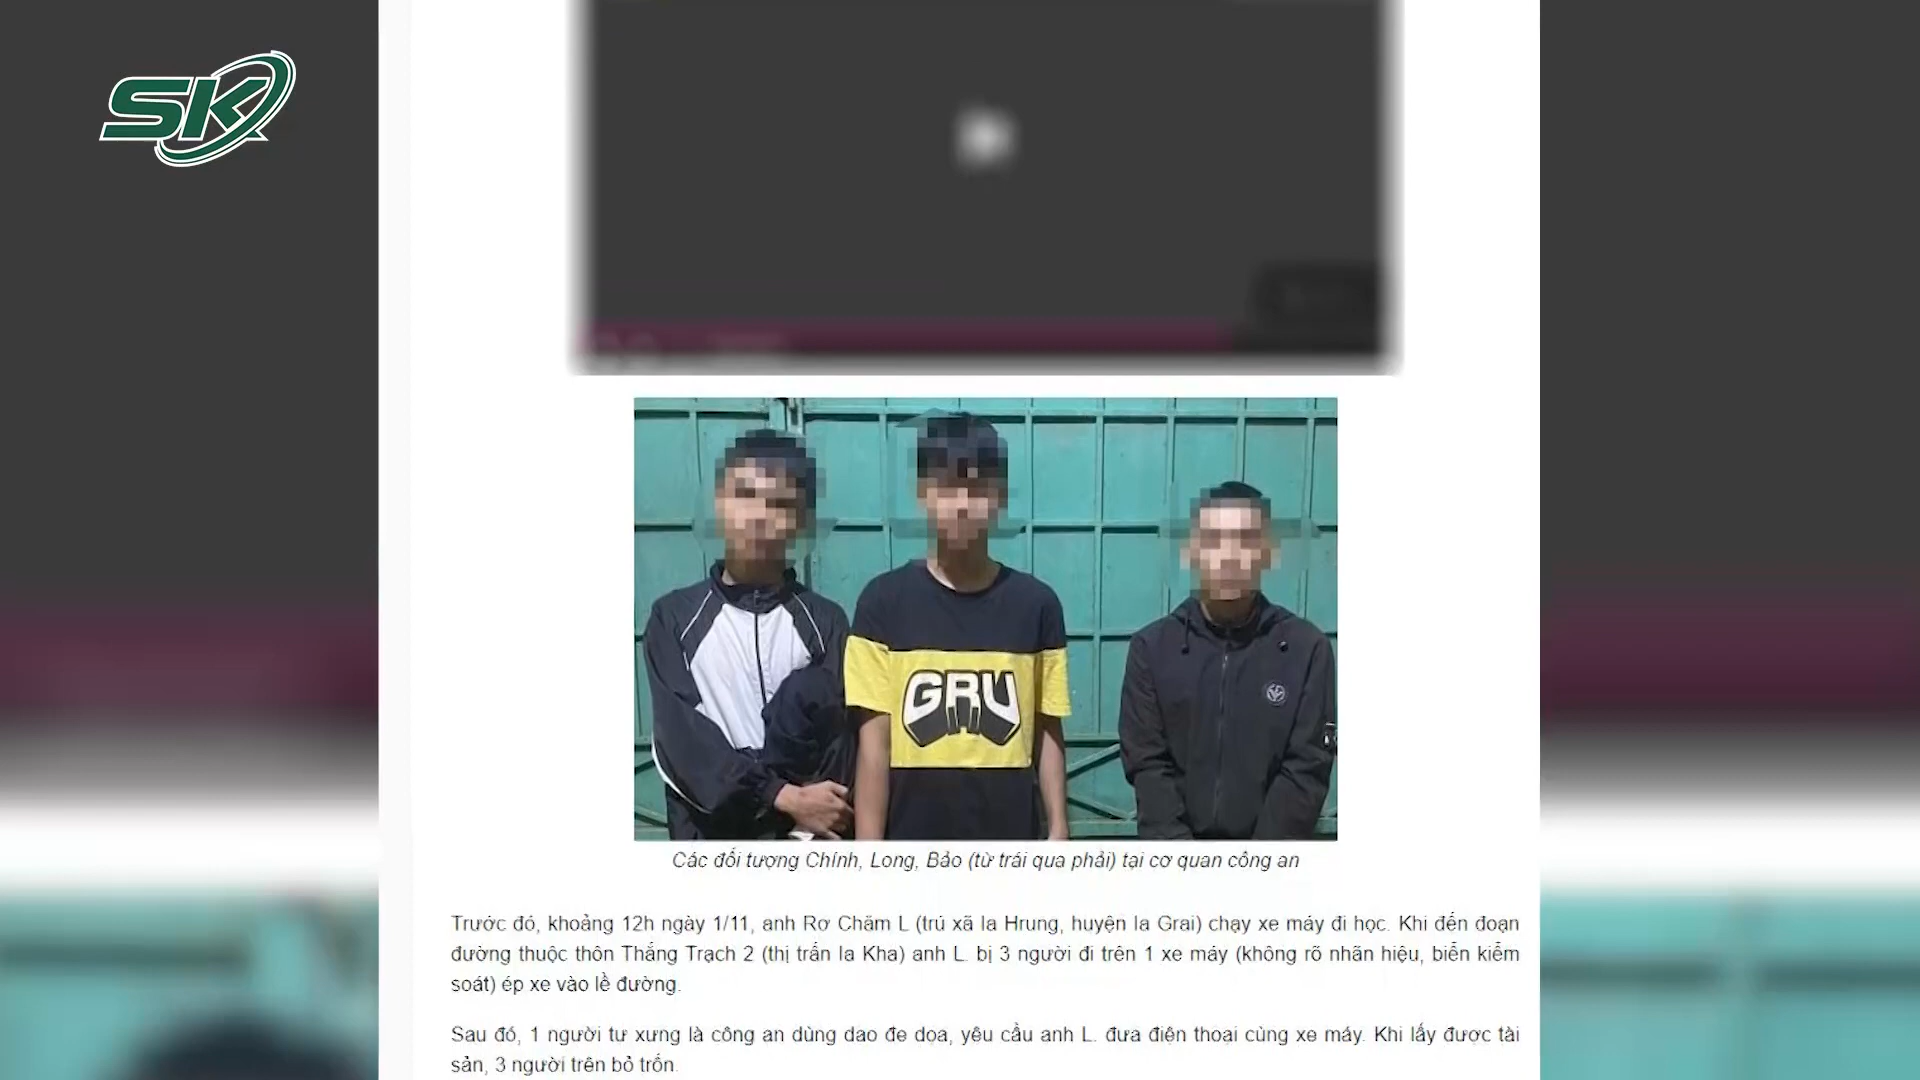 SK
GRU
Các đối tượng Chính, Long, Bảo (từ trái qua phải) tại cơ quan công an
Trước đó, khoảng 12h ngày 1/11, anh Rơ Châm L (trú xã Ia Hrung, huyện Ia Grai) chạy xe máy đi học. Khi đến đoạn
đường thuộc thôn Thắng Trạch 2 (thị trấn Ia Kha) anh L. bị 3 người đi trên 1 xe máy (không rõ nhãn hiệu, biển kiểm
soát) ép xe vào lề đường.
Sau đó, 1 người tự xưng là công an dùng dao đe dọa, yêu cầu anh L. đưa điện thoại cùng xe máy. Khi lấy được tài
sản, 3 người trên bỏ trốn.